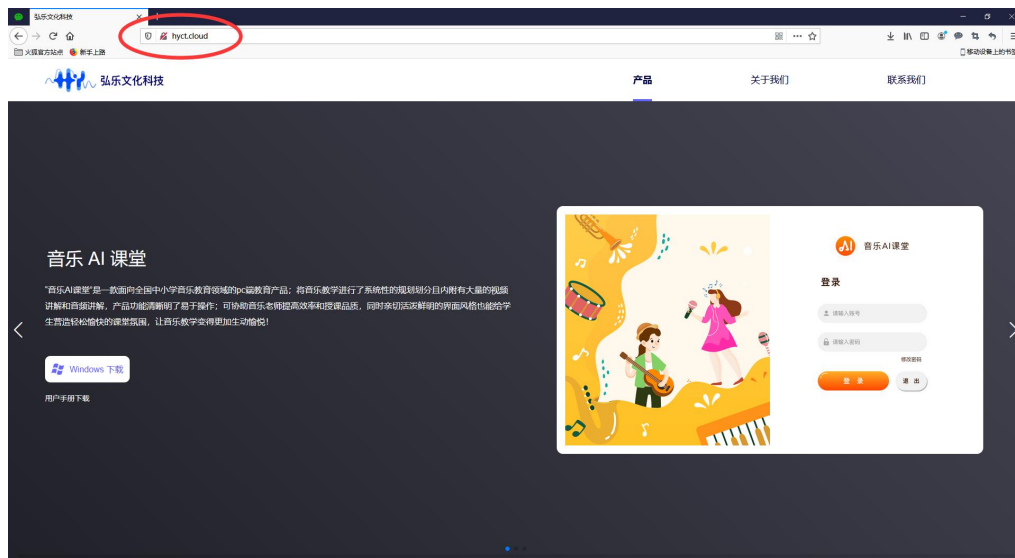 弘乐文化科技
hyct.cloud
火狐官方站点 新手上路
移动设备上的书签
弘乐文化科技
产品 关于我们 联系我们
音乐 AI 课堂
"音乐AI课堂"是一款面向全国中小学音乐教育领域的pc端教育产品；将音乐教学进行了系统性的规划划分且内附有大量的视频
讲解和音频讲解，产品功能清晰明了易于操作；可协助音乐老师提高效率和授课品质，同时亲切活泼鲜明的界面风格也能给学
生营造轻松愉快的课堂氛围，让音乐教学变得更加生动愉悦！
Windows 下载
用户手册下载
AI 音乐AI课堂
登录
请输入账号
请输入密码
修改密码
登 录 退 出